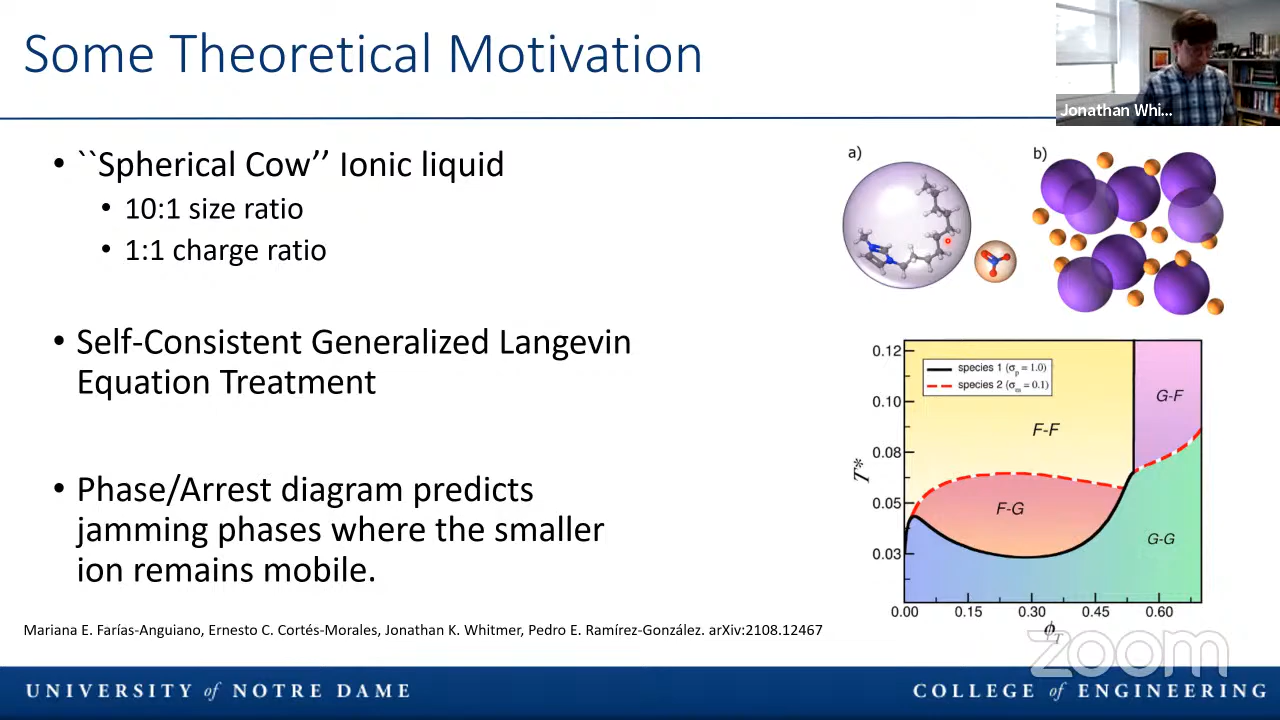 Some Theoretical Motivation
Jonathan Whi...
• ``Spherical Cow’’ Ionic liquid
• 10:1 size ratio
• 1:1 charge ratio
• Self-Consistent Generalized Langevin
Equation Treatment
• Phase/Arrest diagram predicts
jamming phases where the smaller
ion remains mobile.
a)
b)
species 1 (σp = 1.0)
species 2 (σm = 0.1)
F-F
G-F
F-G
G-G
T*
0.12
0.10
0.08
0.05
0.03
0.00 0.15 0.30 0.45 0.60
ϕT
Mariana E. Farías-Anguiano, Ernesto C. Cortés-Morales, Jonathan K. Whitmer, Pedro E. Ramírez-González. arXiv:2108.12467
zoom
UNIVERSITY of NOTRE DAME
COLLEGE of ENGINEERING